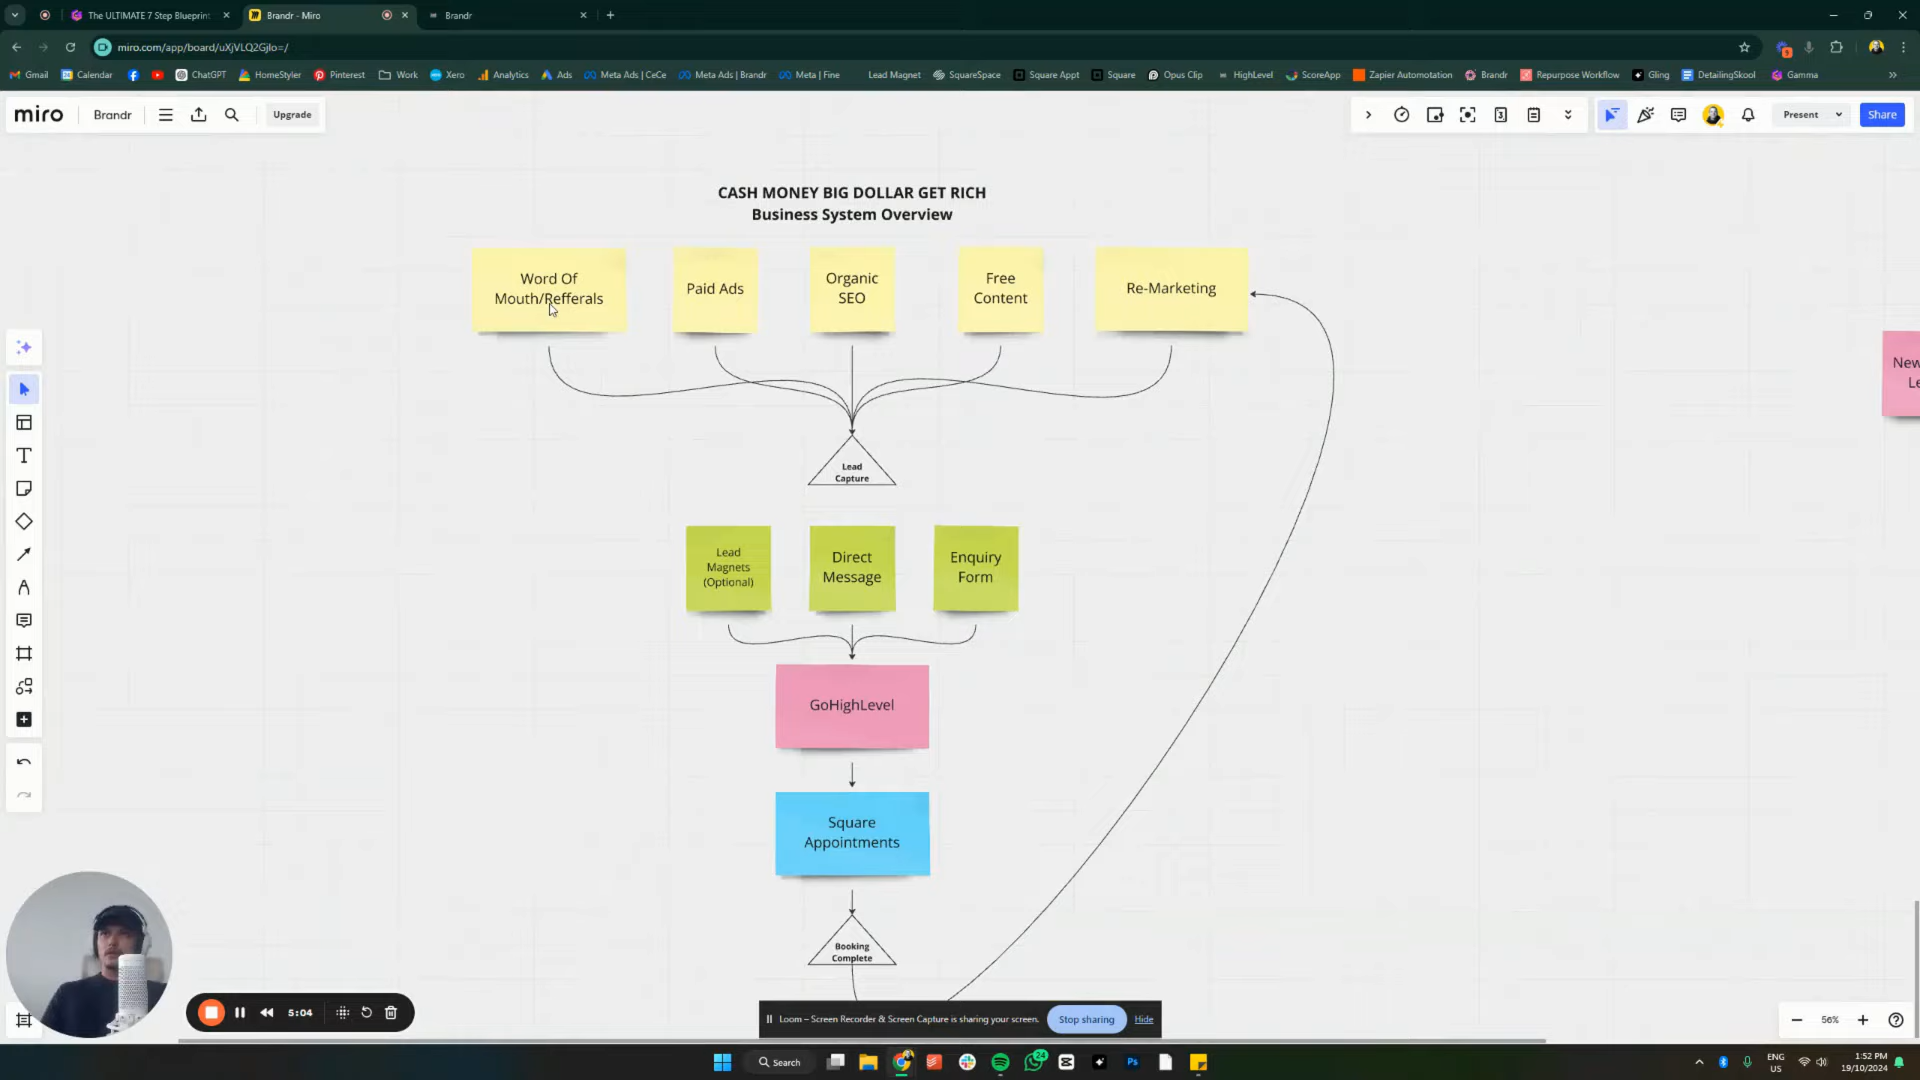 The ULTIMATE 7 Step Blueprint
Brandr - Miro
Brandr
miro.com/app/board/uXjVLQ2GjIo=/
Gmail
Calendar
ChatGPT
HomeStyler
Pinterest
Work
Xero
Analytics
Ads
Meta Ads | CeCe
Meta Ads | Brandr
Meta | Fine
Lead Magnet
SquareSpace
Square Appt
Square
Opus Clip
HighLevel
ScoreApp
Zapier Automotation
Brandr
Repurpose Workflow
Gling
DetailingSkool
Gamma
miro
Brandr
Upgrade
Present
Share
CASH MONEY BIG DOLLAR GET RICH
Business System Overview
Word Of
Mouth/Refferals
Paid Ads
Organic
SEO
Free
Content
Re-Marketing
New
Le
Lead
Capture
Lead
Magnets
(Optional)
Direct
Message
Enquiry
Form
GoHighLevel
Square
Appointments
Booking
Complete
5:04
Loom – Screen Recorder & Screen Capture is sharing your screen.
Stop sharing
Hide
56%
Search
24
ENG
US
1:52 PM
19/10/2024